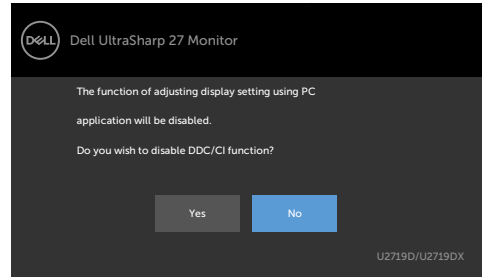 DELL Dell UltraSharp 27 Monitor
The function of adjusting display setting using PC
application will be disabled.
Do you wish to disable DDC/CI function?
Yes No
U2719D/U2719DX